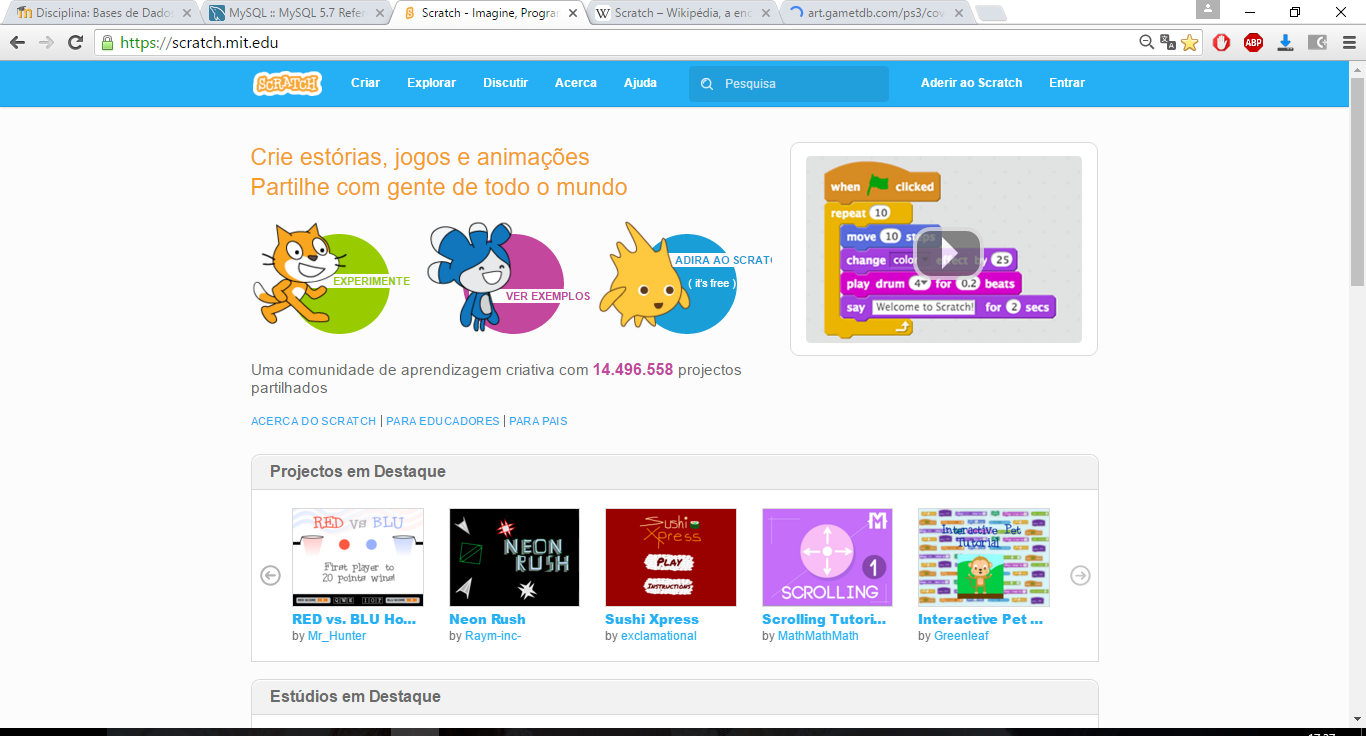 Disciplina: Bases de Dados
MySQL :: MySQL 5.7 Refer
Scratch - Imagine, Progran
Scratch – Wikipédia, a enc
art.gametdb.com/ps3/cov
https://scratch.mit.edu
ABP
SCRATCH
Criar
Explorar
Discutir
Acerca
Ajuda
Pesquisa
Aderir ao Scratch
Entrar
Crie estórias, jogos e animações
Partilhe com gente de todo o mundo
EXPERIMENTE
VER EXEMPLOS
ADIRA AO SCRATC
( it's free )
when clicked
repeat 10
move 10 steps
change color effect by 25
play drum 4 for 0.2 beats
say Welcome to Scratch! for 2 secs
Uma comunidade de aprendizagem criativa com 14.496.558 projectos
partilhados
ACERCA DO SCRATCH | PARA EDUCADORES | PARA PAIS
Projectos em Destaque
RED vs BLU
First player to
20 points wins!
NEON
RUSH
Sushi
Xpress
PLAY
INSTRUCTIONS
M
1
SCROLLING
Interactive Pet
Tutorial
RED vs. BLU Ho...
by Mr_Hunter
Neon Rush
by Raym-inc-
Sushi Xpress
by exclamational
Scrolling Tutori...
by MathMathMath
Interactive Pet ...
by Greenleaf
Estúdios em Destaque